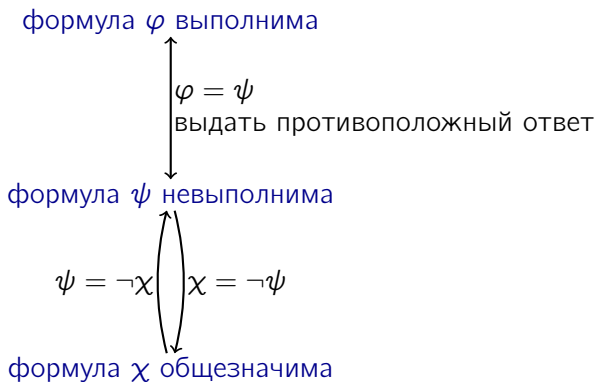 формула φ выполнима
φ = ψ
выдать противоположный ответ
формула ψ невыполнима
ψ = ¬χ χ = ¬ψ
формула χ общезначима